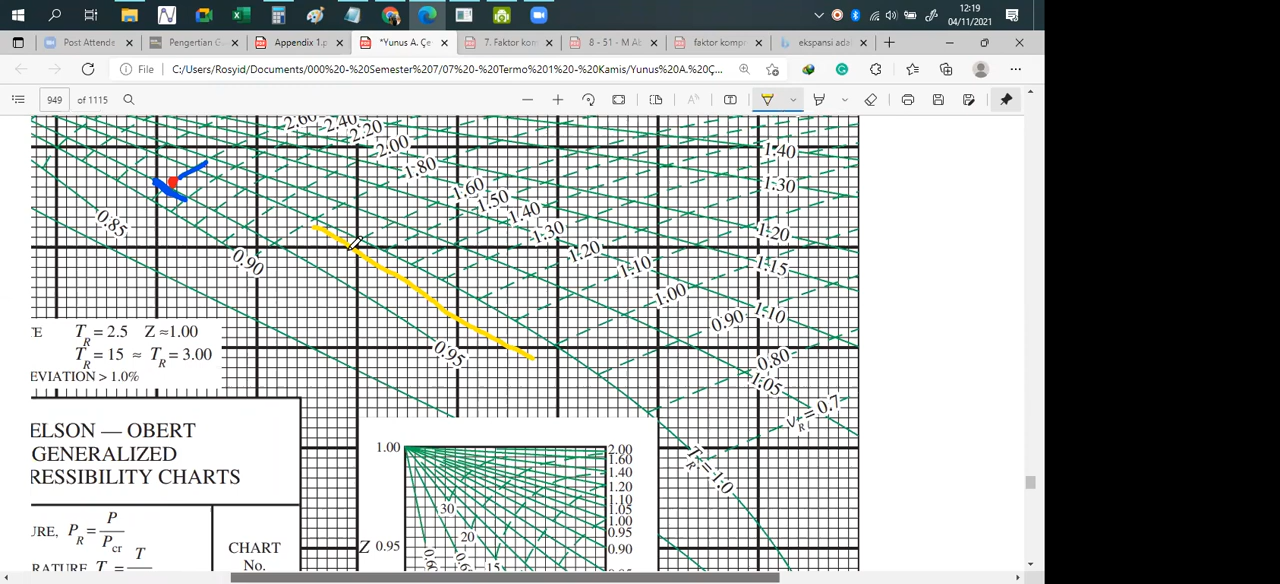 12:19
04/11/2021
Post Attende
Pengertian G
Appendix 1.p
*Yunus A. Çe
7. Faktor kon
8 - 51 - M Ab
faktor kompr
ekspansi adi
File
C:/Users/Rosyid/Documents/000%20-%20Semester%207/07%20-%20Termo%201%20-%20Kamis/Yunus%20A.%20Ç...
949 of 1115
2.60
2.40
2.20
2.00
1.80
1.60
1.50
1.40
1.30
1.20
1.10
1.00
0.90
0.80
V_R' = 0.7
1.40
1.30
1.20
1.15
1.10
1.05
T_R = 1.0
0.85
0.90
0.95
TE T_R = 2.5 Z ≈ 1.00
T_R = 15 ≈ T_R = 3.00
EVIATION > 1.0%
ELSON — OBERT
GENERALIZED
RESSIBILITY CHARTS
URE, P_R = P / P_cr
RATURE, T = T
CHART
No.
1.00
Z 0.95
30
20
15
2.00
1.60
1.40
1.20
1.10
1.05
1.00
0.95
0.90